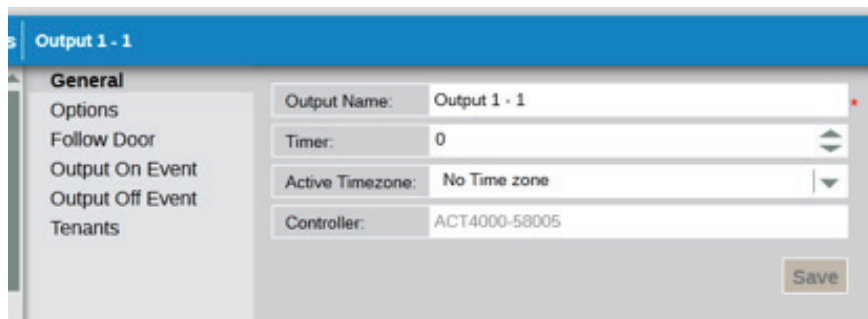 s Output 1 - 1
General
Options
Follow Door
Output On Event
Output Off Event
Tenants
Output Name: Output 1 - 1 *
Timer: 0
Active Timezone: No Time zone
Controller: ACT4000-58005
Save